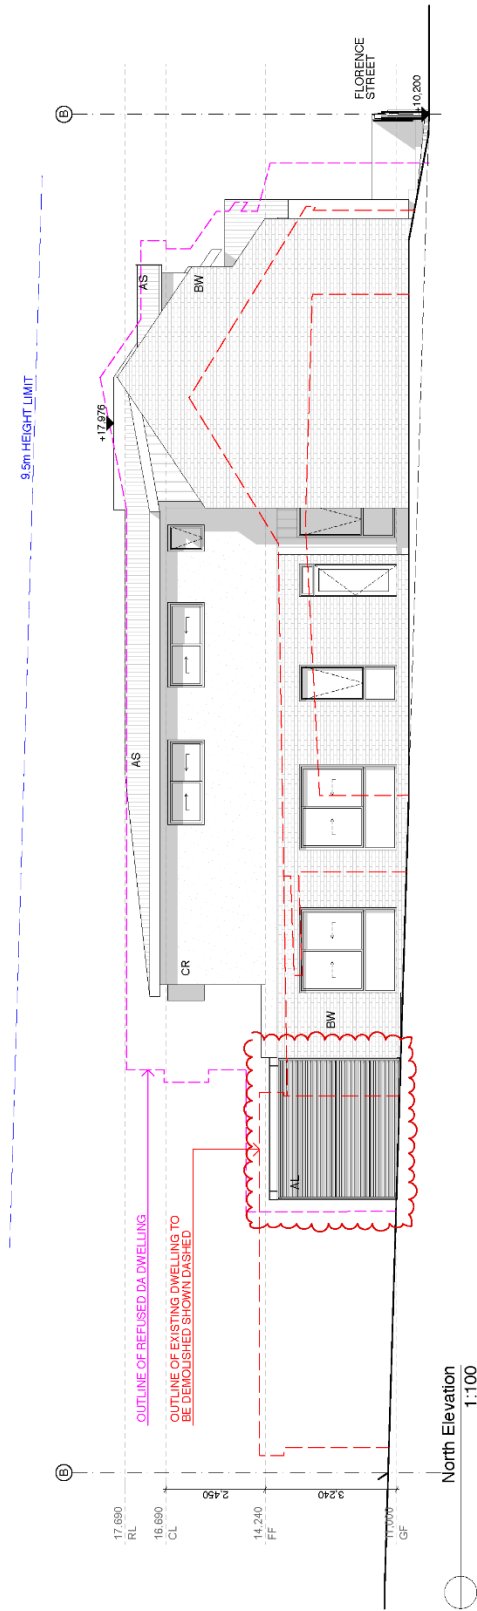 B
FLORENCE
STREET
+10,200
9.5m HEIGHT LIMIT
AS
BW
+17,976
AS
CR
BW
AL
OUTLINE OF REFUSED DA DWELLING
OUTLINE OF EXISTING DWELLING TO
BE DEMOLISHED SHOWN DASHED
B
17,690
RL
16,690
CL
2,450
14,240
FF
3,240
11,000
GF
North Elevation
1:100